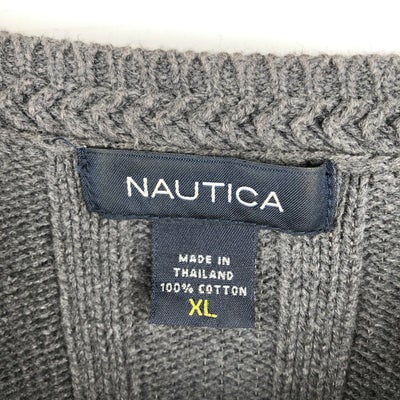 NAUTICA
MADE IN
THAILAND
100% COTTON
XL